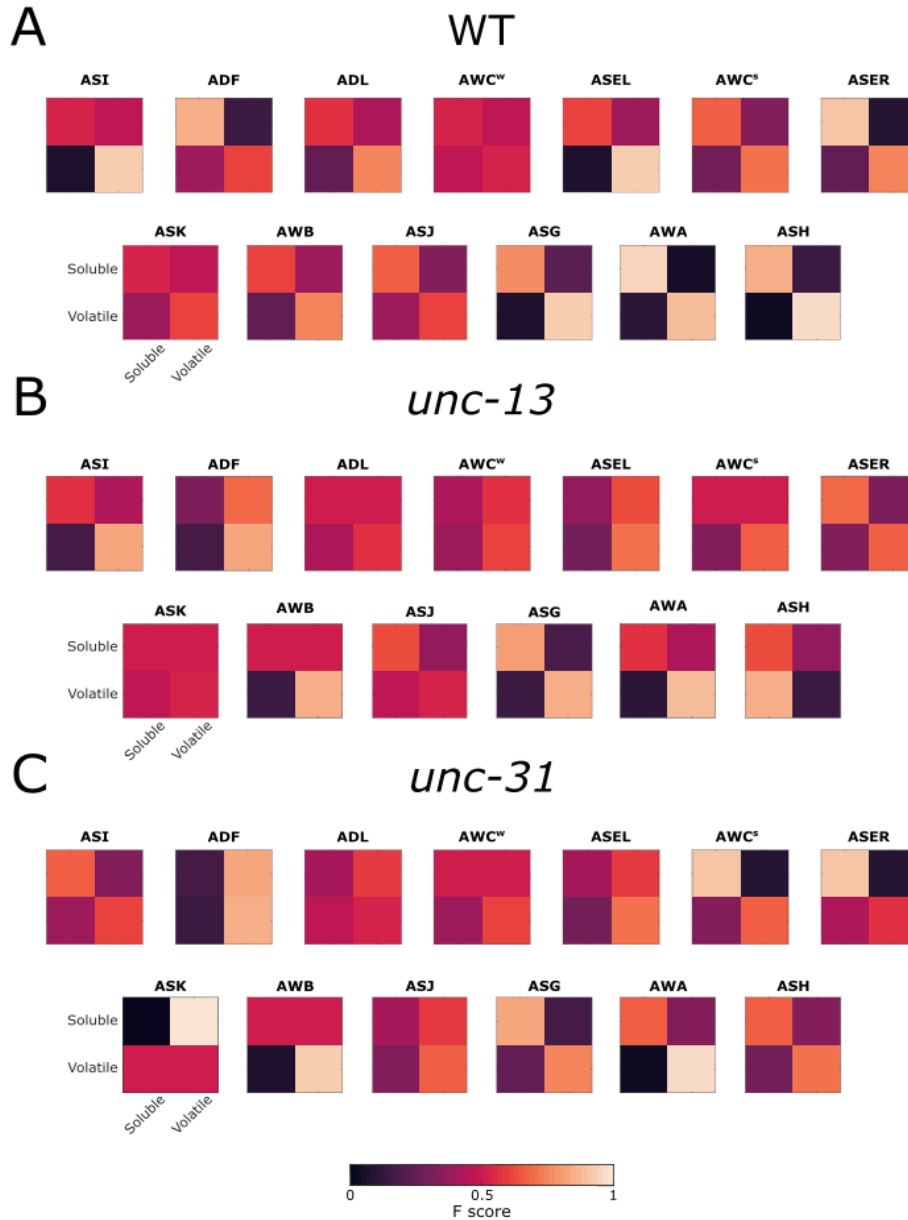 A
WT
ASI ADF ADL AWCʷ ASEL AWCˢ ASER
ASK AWB ASJ ASG AWA ASH
Soluble
Volatile
Soluble Volatile
B
unc-13
ASI ADF ADL AWCʷ ASEL AWCˢ ASER
ASK AWB ASJ ASG AWA ASH
Soluble
Volatile
Soluble Volatile
C
unc-31
ASI ADF ADL AWCʷ ASEL AWCˢ ASER
ASK AWB ASJ ASG AWA ASH
Soluble
Volatile
Soluble Volatile
0 0.5 1
F score